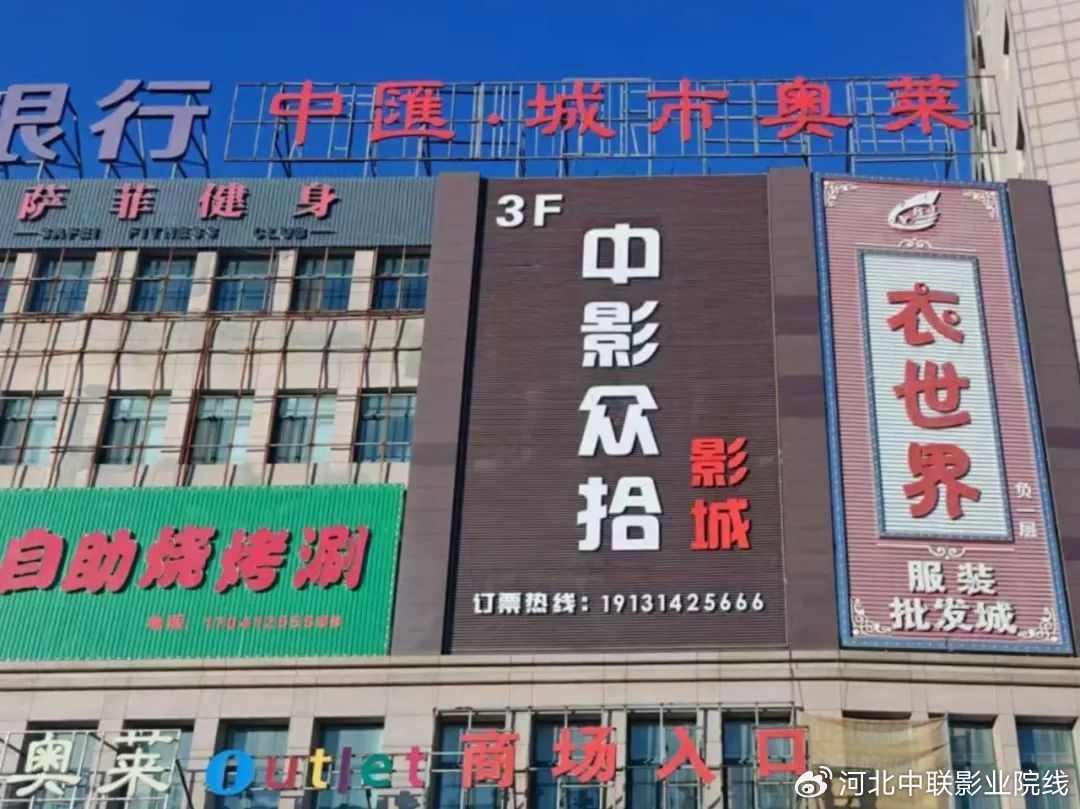 银行
中匯·城市奥莱
萨菲健身
SAFEI FITNESS CLUB
3F
中影众拾
影城
订票热线：19131425666
衣世界
负一层
服装
批发城
自助烧烤涮
奥莱 Outlet 商场入口
河北中联影业院线